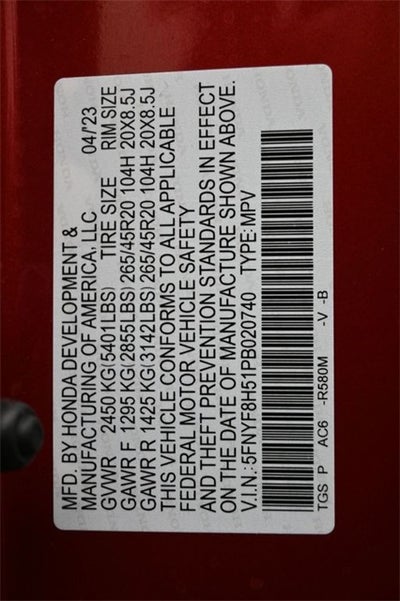 MFD. BY HONDA DEVELOPMENT &
MANUFACTURING OF AMERICA, LLC 04/'23
GVWR 2450 KG(5401LBS) TIRE SIZE RIM SIZE
GAWR F 1295 KG(2855LBS) 265/45R20 104H 20X8.5J
GAWR R 1425 KG(3142LBS) 265/45R20 104H 20X8.5J
THIS VEHICLE CONFORMS TO ALL APPLICABLE
FEDERAL MOTOR VEHICLE SAFETY
AND THEFT PREVENTION STANDARDS IN EFFECT
ON THE DATE OF MANUFACTURE SHOWN ABOVE.
V.I.N.:5FNYF8H51PB020740 TYPE:MPV
TGS P AC6 -R580M -V -B